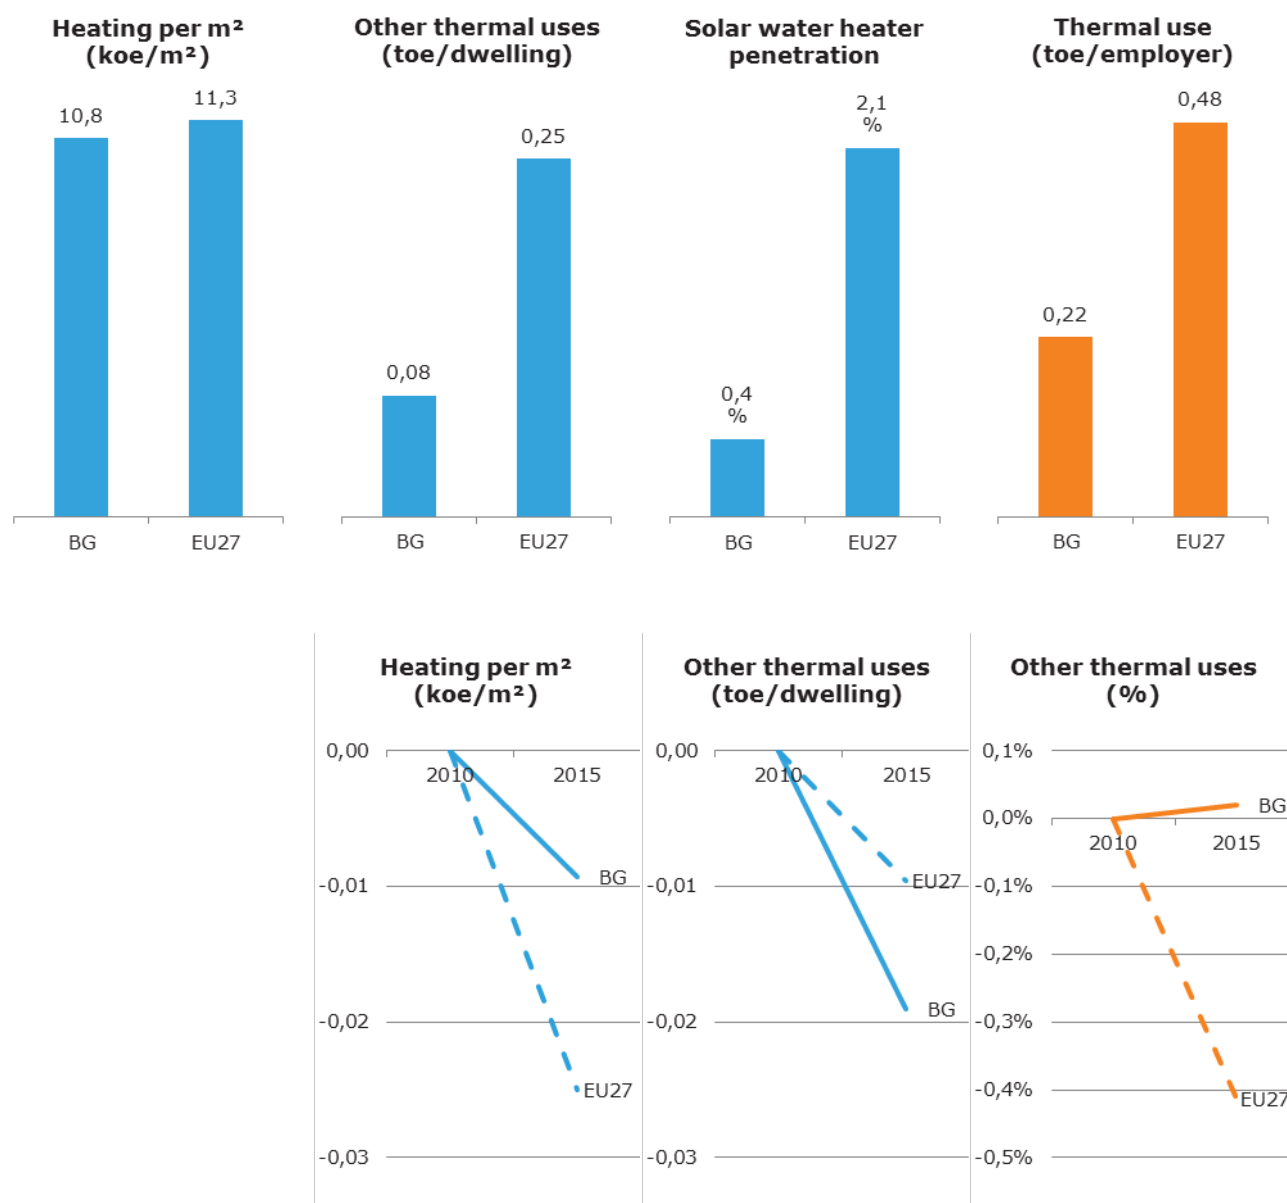 Heating per m²
(koe/m²)
10,8
11,3
BG
EU27
Other thermal uses
(toe/dwelling)
0,08
0,25
BG
EU27
Solar water heater
penetration
0,4
%
2,1
%
BG
EU27
Thermal use
(toe/employer)
0,22
0,48
BG
EU27
Heating per m²
(koe/m²)
0,00
2010
2015
-0,01
BG
-0,02
EU27
-0,03
Other thermal uses
(toe/dwelling)
0,00
2010
2015
-0,01
EU27
-0,02
BG
-0,03
Other thermal uses
(%)
0,1%
BG
0,0%
2010
2015
-0,1%
-0,2%
-0,3%
-0,4%
EU27
-0,5%